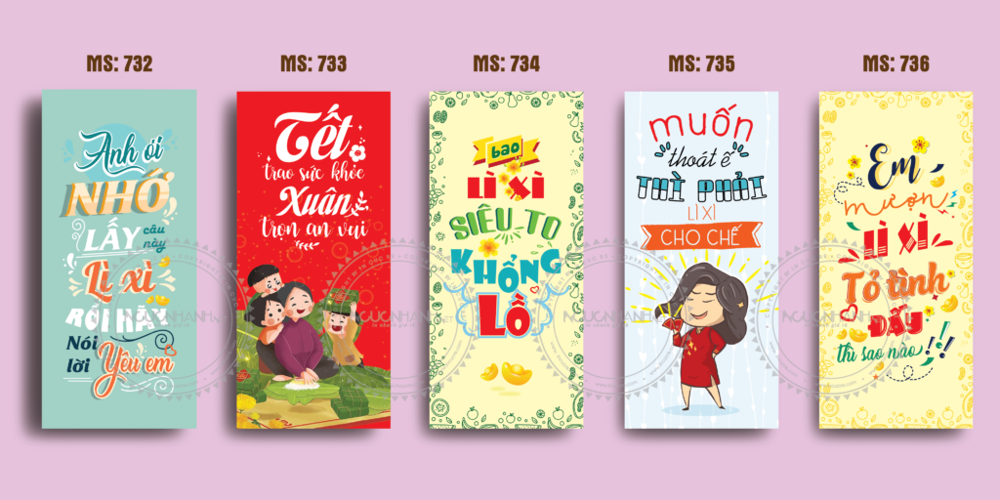 MS: 732
Anh ơi
NHỚ
LẤY câu này
Lì xì
RỒI HÃY
Nói lời Yêu em
MS: 733
Tết
trao sức khỏe
Xuân
trọn an vui
MS: 734
bao
LÌ XÌ
SIÊU TO
KHỔNG
LỒ
MS: 735
muốn
thoát ế
THÌ PHẢI
LÌ XÌ
CHO CHẾ
MS: 736
Em
mượn
LÌ XÌ
Tỏ tình
ĐẤY
thì sao nào!!